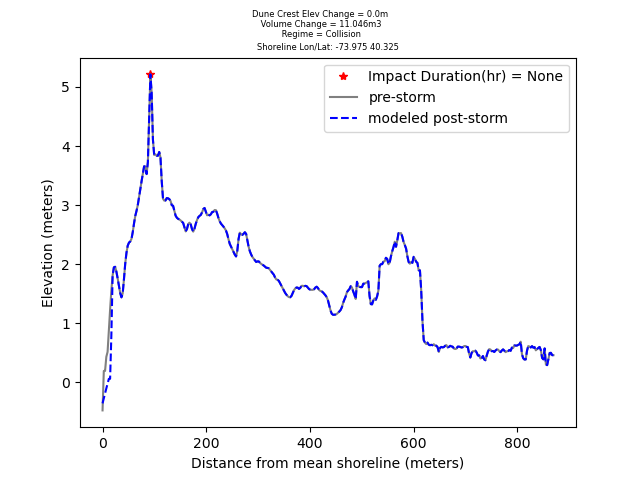 Dune Crest Elev Change = 0.0m
Volume Change = 11.046m3
Regime = Collision
Shoreline Lon/Lat: -73.975 40.325
Impact Duration(hr) = None
pre-storm
modeled post-storm
Elevation (meters)
5
4
3
2
1
0
0 200 400 600 800
Distance from mean shoreline (meters)